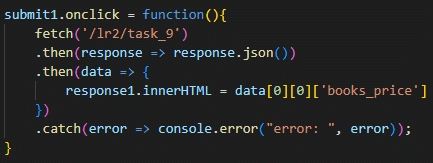 submit1.onclick = function(){
    fetch('/lr2/task_9')
    .then(response => response.json())
    .then(data => {
        response1.innerHTML = data[0][0]['books_price']
    })
    .catch(error => console.error("error: ", error));
}